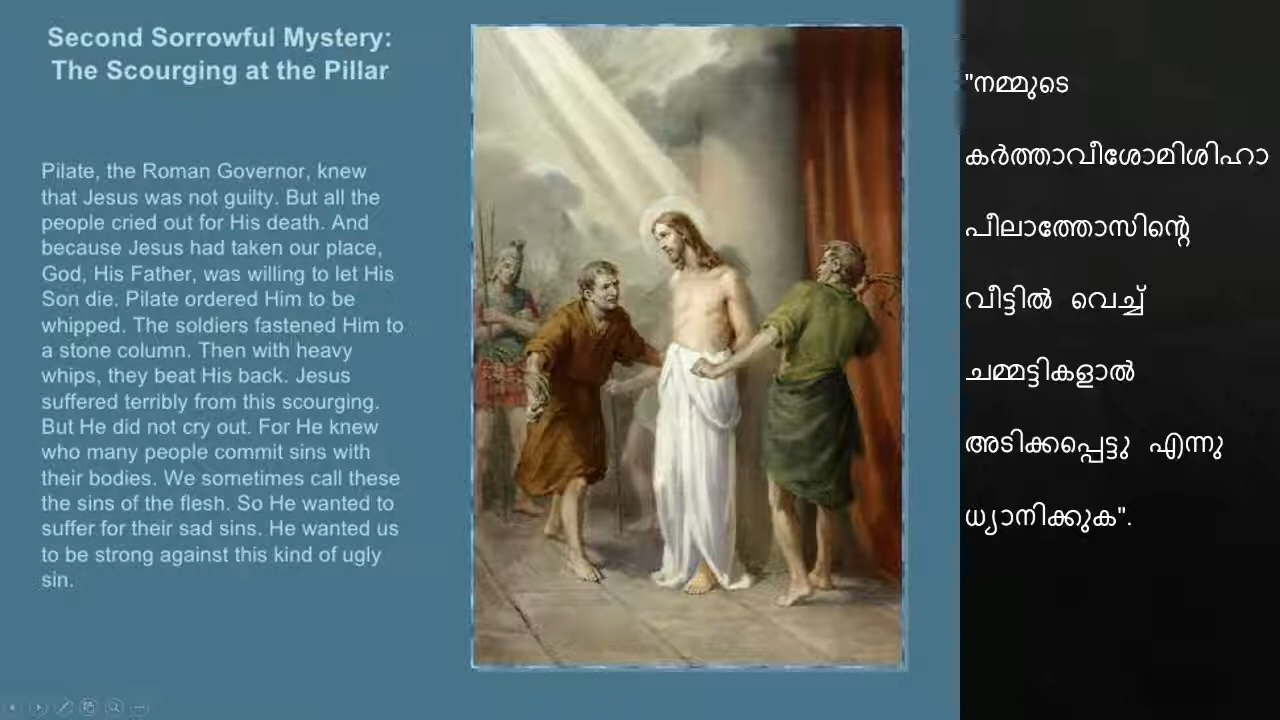 Second Sorrowful Mystery:
The Scourging at the Pillar
Pilate, the Roman Governor, knew
that Jesus was not guilty. But all the
people cried out for His death. And
because Jesus had taken our place,
God, His Father, was willing to let His
Son die. Pilate ordered Him to be
whipped. The soldiers fastened Him to
a stone column. Then with heavy
whips, they beat His back. Jesus
suffered terribly from this scourging.
But He did not cry out. For He knew
who many people commit sins with
their bodies. We sometimes call these
the sins of the flesh. So He wanted to
suffer for their sad sins. He wanted us
to be strong against this kind of ugly
sin.
"നമ്മുടെ
കർത്താവീശോമിശിഹാ
പീലാത്തോസിന്റെ
വീട്ടിൽ വെച്ച്
ചമ്മട്ടികളാൽ
അടിക്കപ്പെട്ടു എന്നു
ധ്യാനിക്കുക".